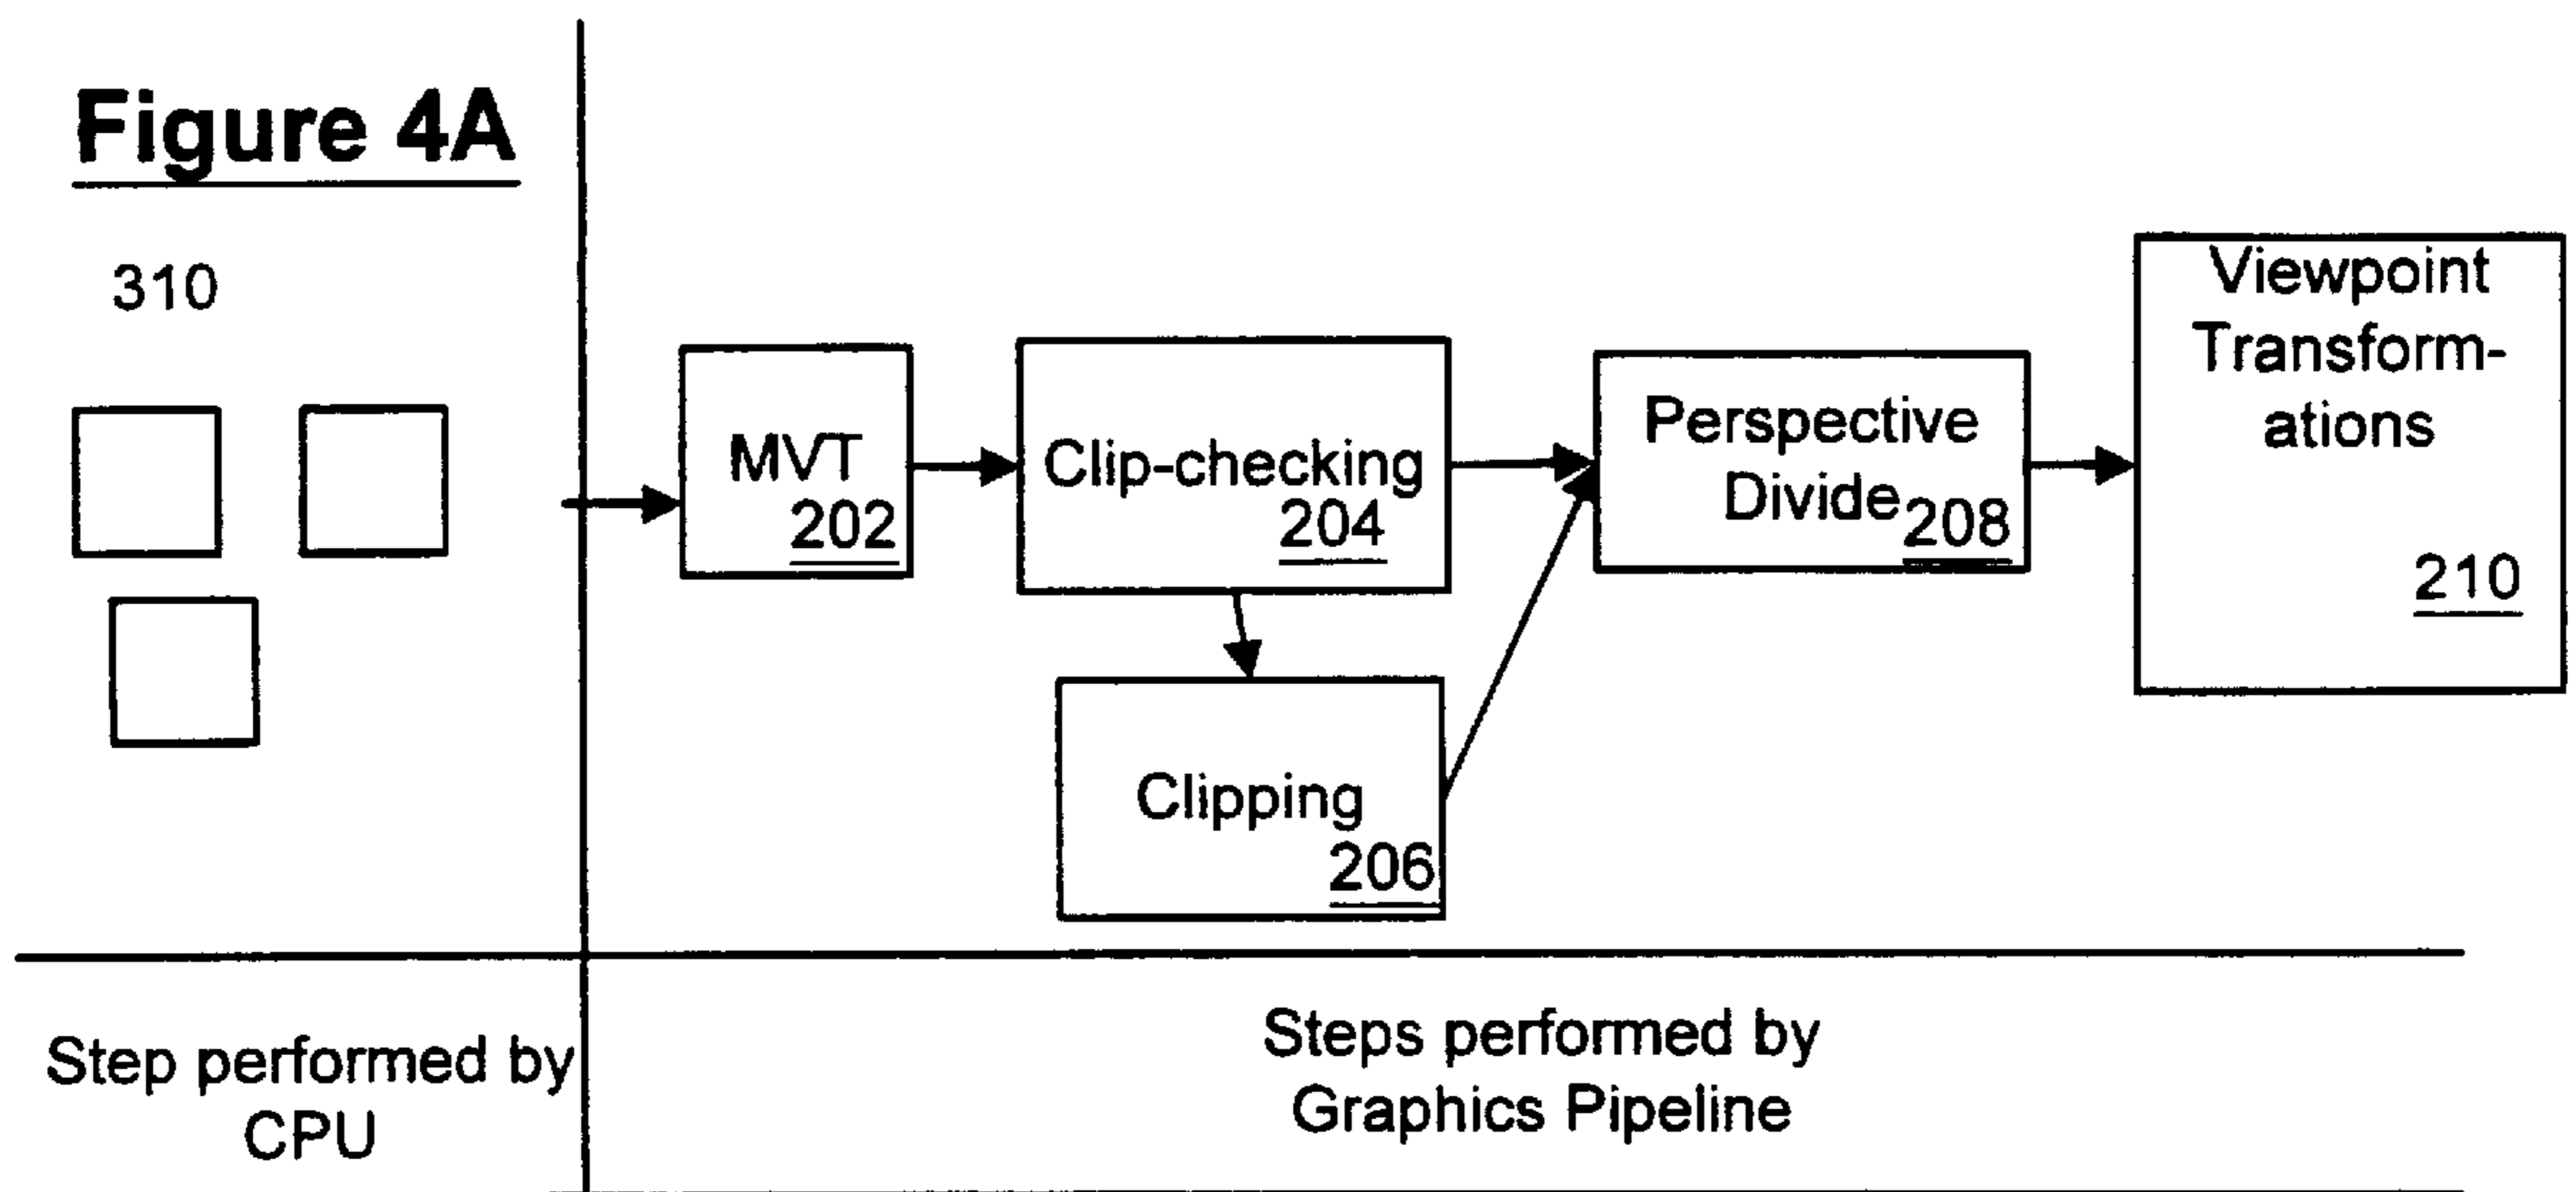 Figure 4A
310
MVT
202
Clip-checking
204
Clipping
206
Perspective
Divide
208
Viewpoint
Transform-
ations
210
Step performed by
CPU
Steps performed by
Graphics Pipeline